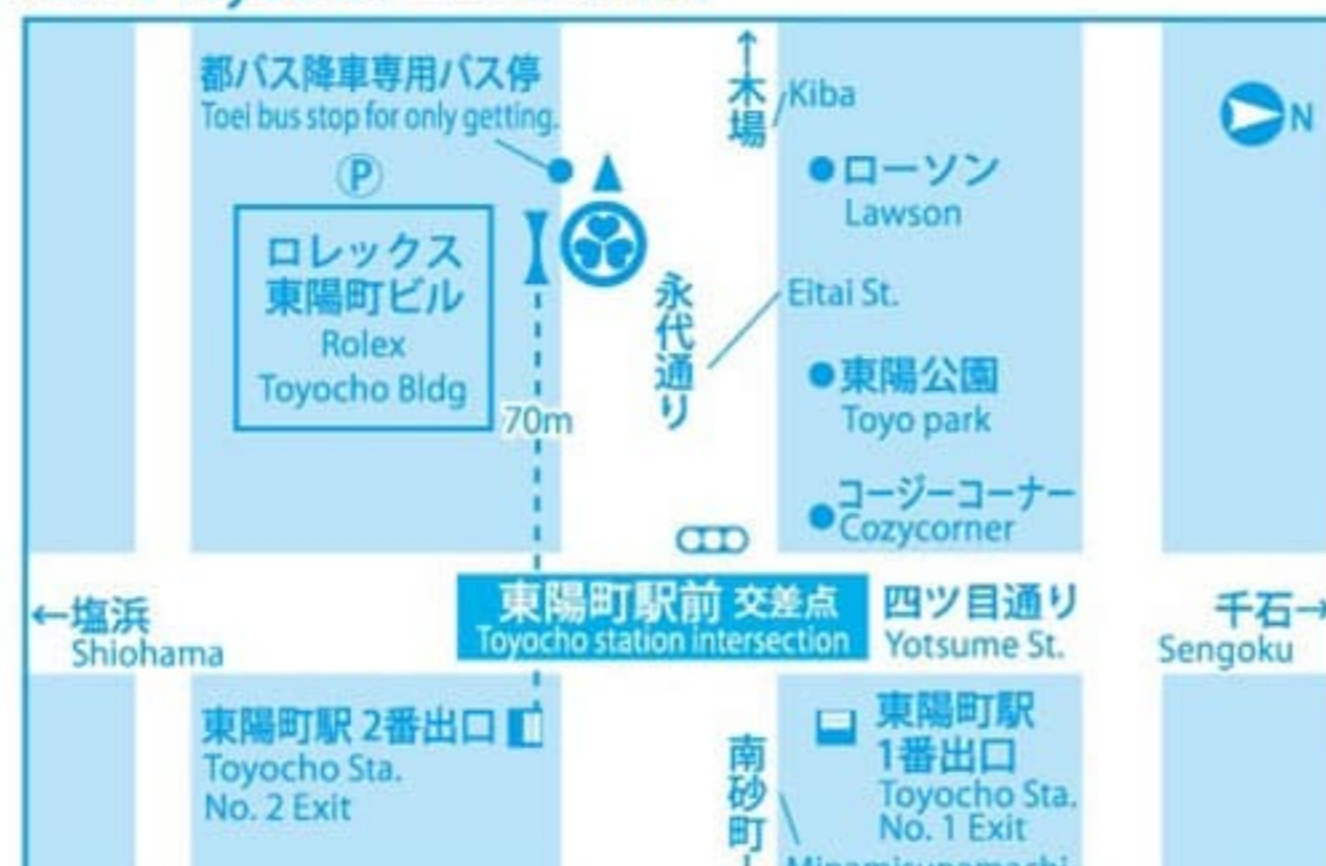 都バス降車専用バス停
Toei bus stop for only getting.
P
ロレックス
東陽町ビル
Rolex
Toyocho Bldg
70m
↑木場
Kiba
ローソン
Lawson
N
永代通り
Eitai St.
東陽公園
Toyo park
コージーコーナー
Cozycorner
←塩浜
Shiohama
東陽町駅前 交差点
Toyocho station intersection
四ツ目通り
Yotsume St.
千石→
Sengoku
東陽町駅 2番出口
Toyocho Sta.
No. 2 Exit
南砂町
東陽町駅
1番出口
Toyocho Sta.
No. 1 Exit
Minamisunamachi